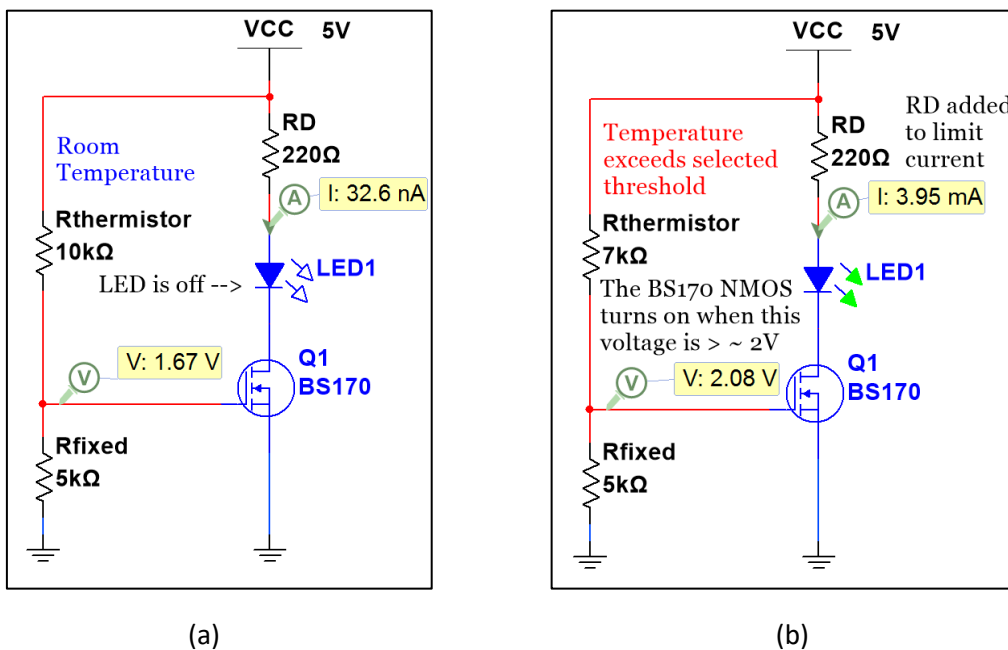 VCC 5V
RD
220Ω
Room
Temperature
A
I: 32.6 nA
Rthermistor
10kΩ
LED1
LED is off -->
V
V: 1.67 V
Q1
BS170
Rfixed
5kΩ
(a)
VCC 5V
RD added
to limit
current
RD
220Ω
Temperature
exceeds selected
threshold
A
I: 3.95 mA
Rthermistor
7kΩ
LED1
The BS170 NMOS
turns on when this
voltage is > ~ 2V
V
V: 2.08 V
Q1
BS170
Rfixed
5kΩ
(b)